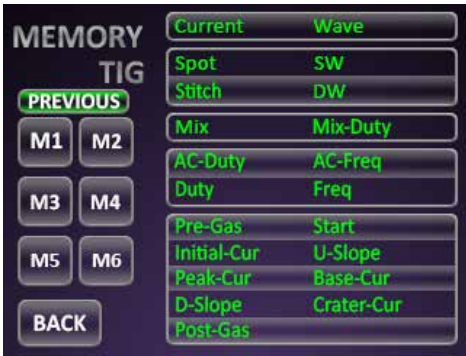 MEMORY
TIG
PREVIOUS
M1 M2
M3 M4
M5 M6
BACK
Current Wave
Spot SW
Stitch DW
Mix Mix-Duty
AC-Duty AC-Freq
Duty Freq
Pre-Gas Start
Initial-Cur U-Slope
Peak-Cur Base-Cur
D-Slope Crater-Cur
Post-Gas